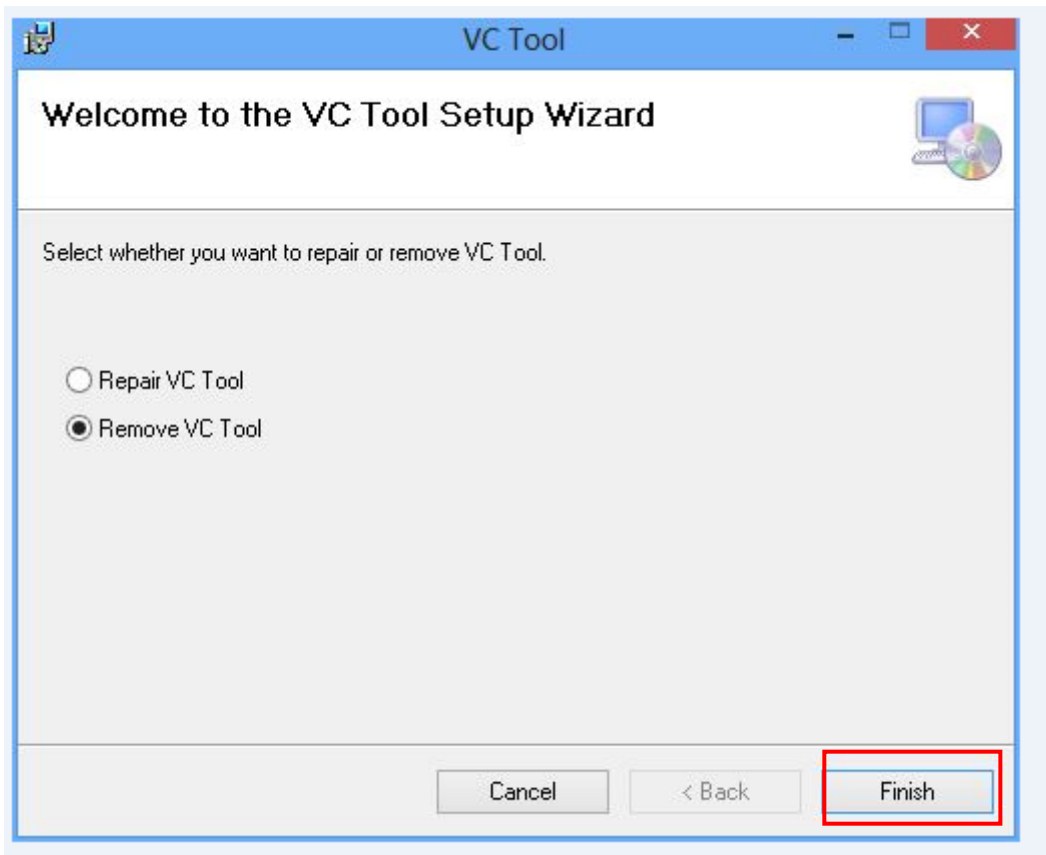 VC Tool
Welcome to the VC Tool Setup Wizard
Select whether you want to repair or remove VC Tool.
Repair VC Tool
Remove VC Tool
Cancel
< Back
Finish